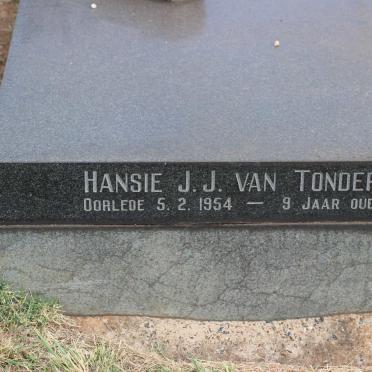 HANSIE J. J. VAN TONDER
OORLEDE 5. 2. 1954 — 9 JAAR OUD